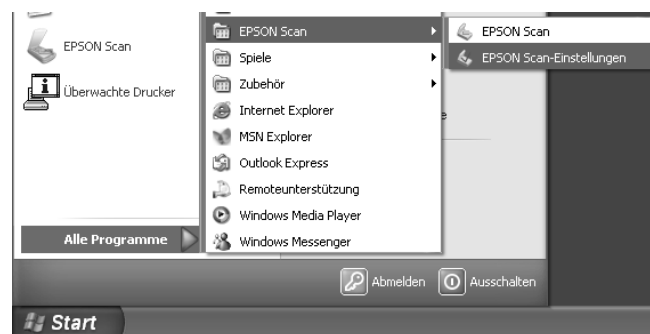 EPSON Scan
Überwachte Drucker
Alle Programme
EPSON Scan
Spiele
Zubehör
Internet Explorer
MSN Explorer
Outlook Express
Remoteunterstützung
Windows Media Player
Windows Messenger
EPSON Scan
EPSON Scan-Einstellungen
Abmelden
Ausschalten
Start